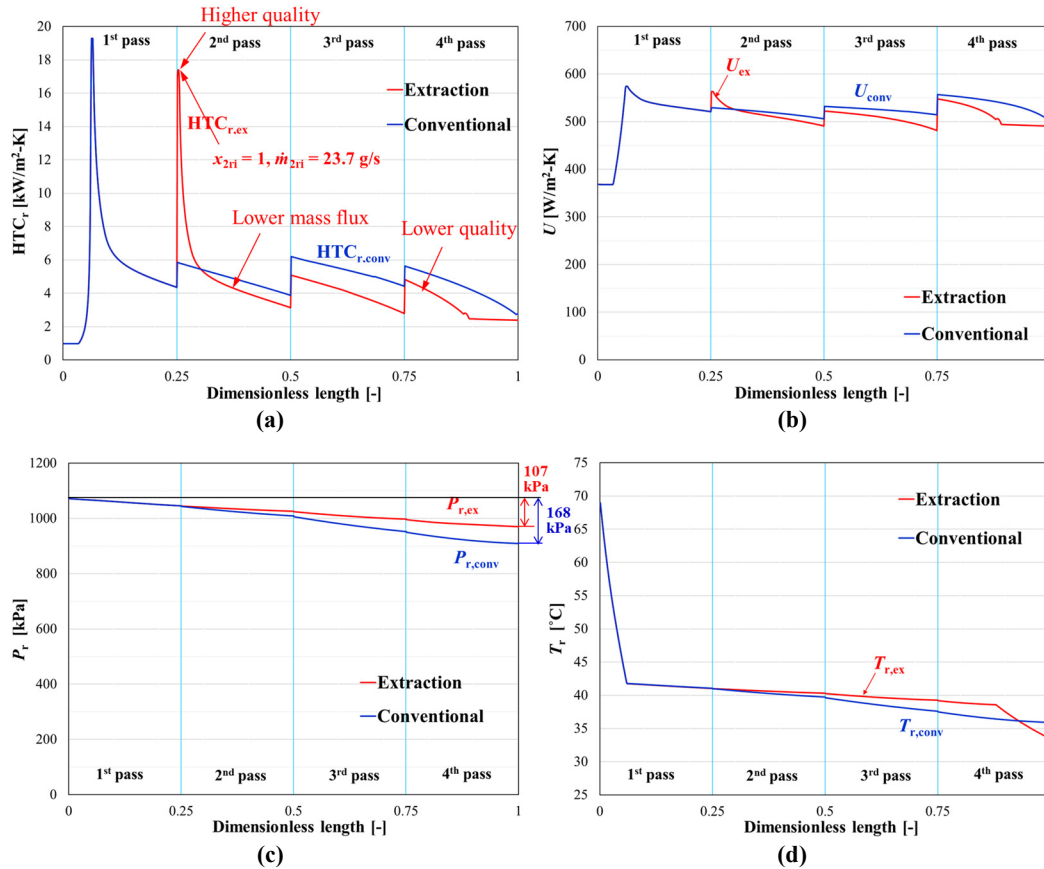 Higher quality
1st pass
2nd pass
3rd pass
4th pass
Extraction
Conventional
HTCr,ex
x2ri = 1, ṁ2ri = 23.7 g/s
Lower mass flux
Lower quality
HTCr.conv
HTCr [kW/m²-K]
20
18
16
14
12
10
8
6
4
2
0
0
0.25
0.5
0.75
1
Dimensionless length [-]
(a)
1st pass
2nd pass
3rd pass
4th pass
Uex
Uconv
Extraction
Conventional
U [W/m²-K]
700
600
500
400
300
200
100
0
0
0.25
0.5
0.75
Dimensionless length [-]
(b)
107
kPa
168
kPa
Pr,ex
Pr,conv
Extraction
Conventional
1st pass
2nd pass
3rd pass
4th pass
Pr [kPa]
1200
1000
800
600
400
200
0
0
0.25
0.5
0.75
1
Dimensionless length [-]
(c)
Extraction
Conventional
Tr,ex
Tr,conv
1st pass
2nd pass
3rd pass
4th pass
Tr [°C]
75
70
65
60
55
50
45
40
35
30
25
0
0.25
0.5
0.75
Dimensionless length [-]
(d)